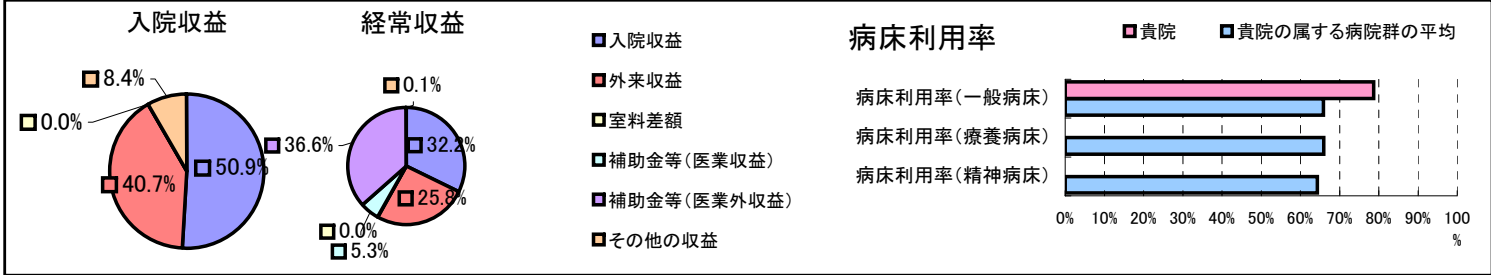 入院収益
8.4%
0.0%
40.7%
50.9%
経常収益
0.1%
36.6%
32.2%
25.8%
0.0%
5.3%
入院収益
外来収益
室料差額
補助金等(医業収益)
補助金等(医業外収益)
その他の収益
病床利用率
貴院
貴院の属する病院群の平均
病床利用率(一般病床)
病床利用率(療養病床)
病床利用率(精神病床)
0% 10% 20% 30% 40% 50% 60% 70% 80% 90% 100
%